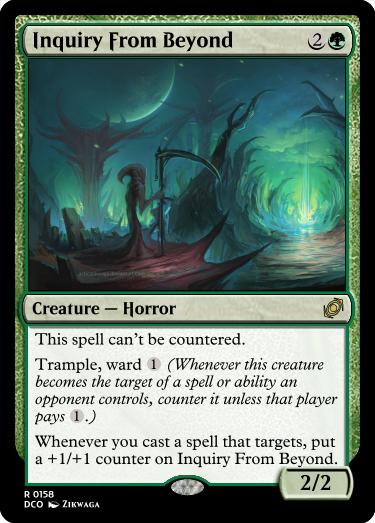 Inquiry From Beyond 2
Creature — Horror
This spell can't be countered.
Trample, ward 1 (Whenever this creature
becomes the target of a spell or ability an
opponent controls, counter it unless that player
pays 1.)
Whenever you cast a spell that targets, put
a +1/+1 counter on Inquiry From Beyond.
2/2
R 0158
DCO ZIKWAGA